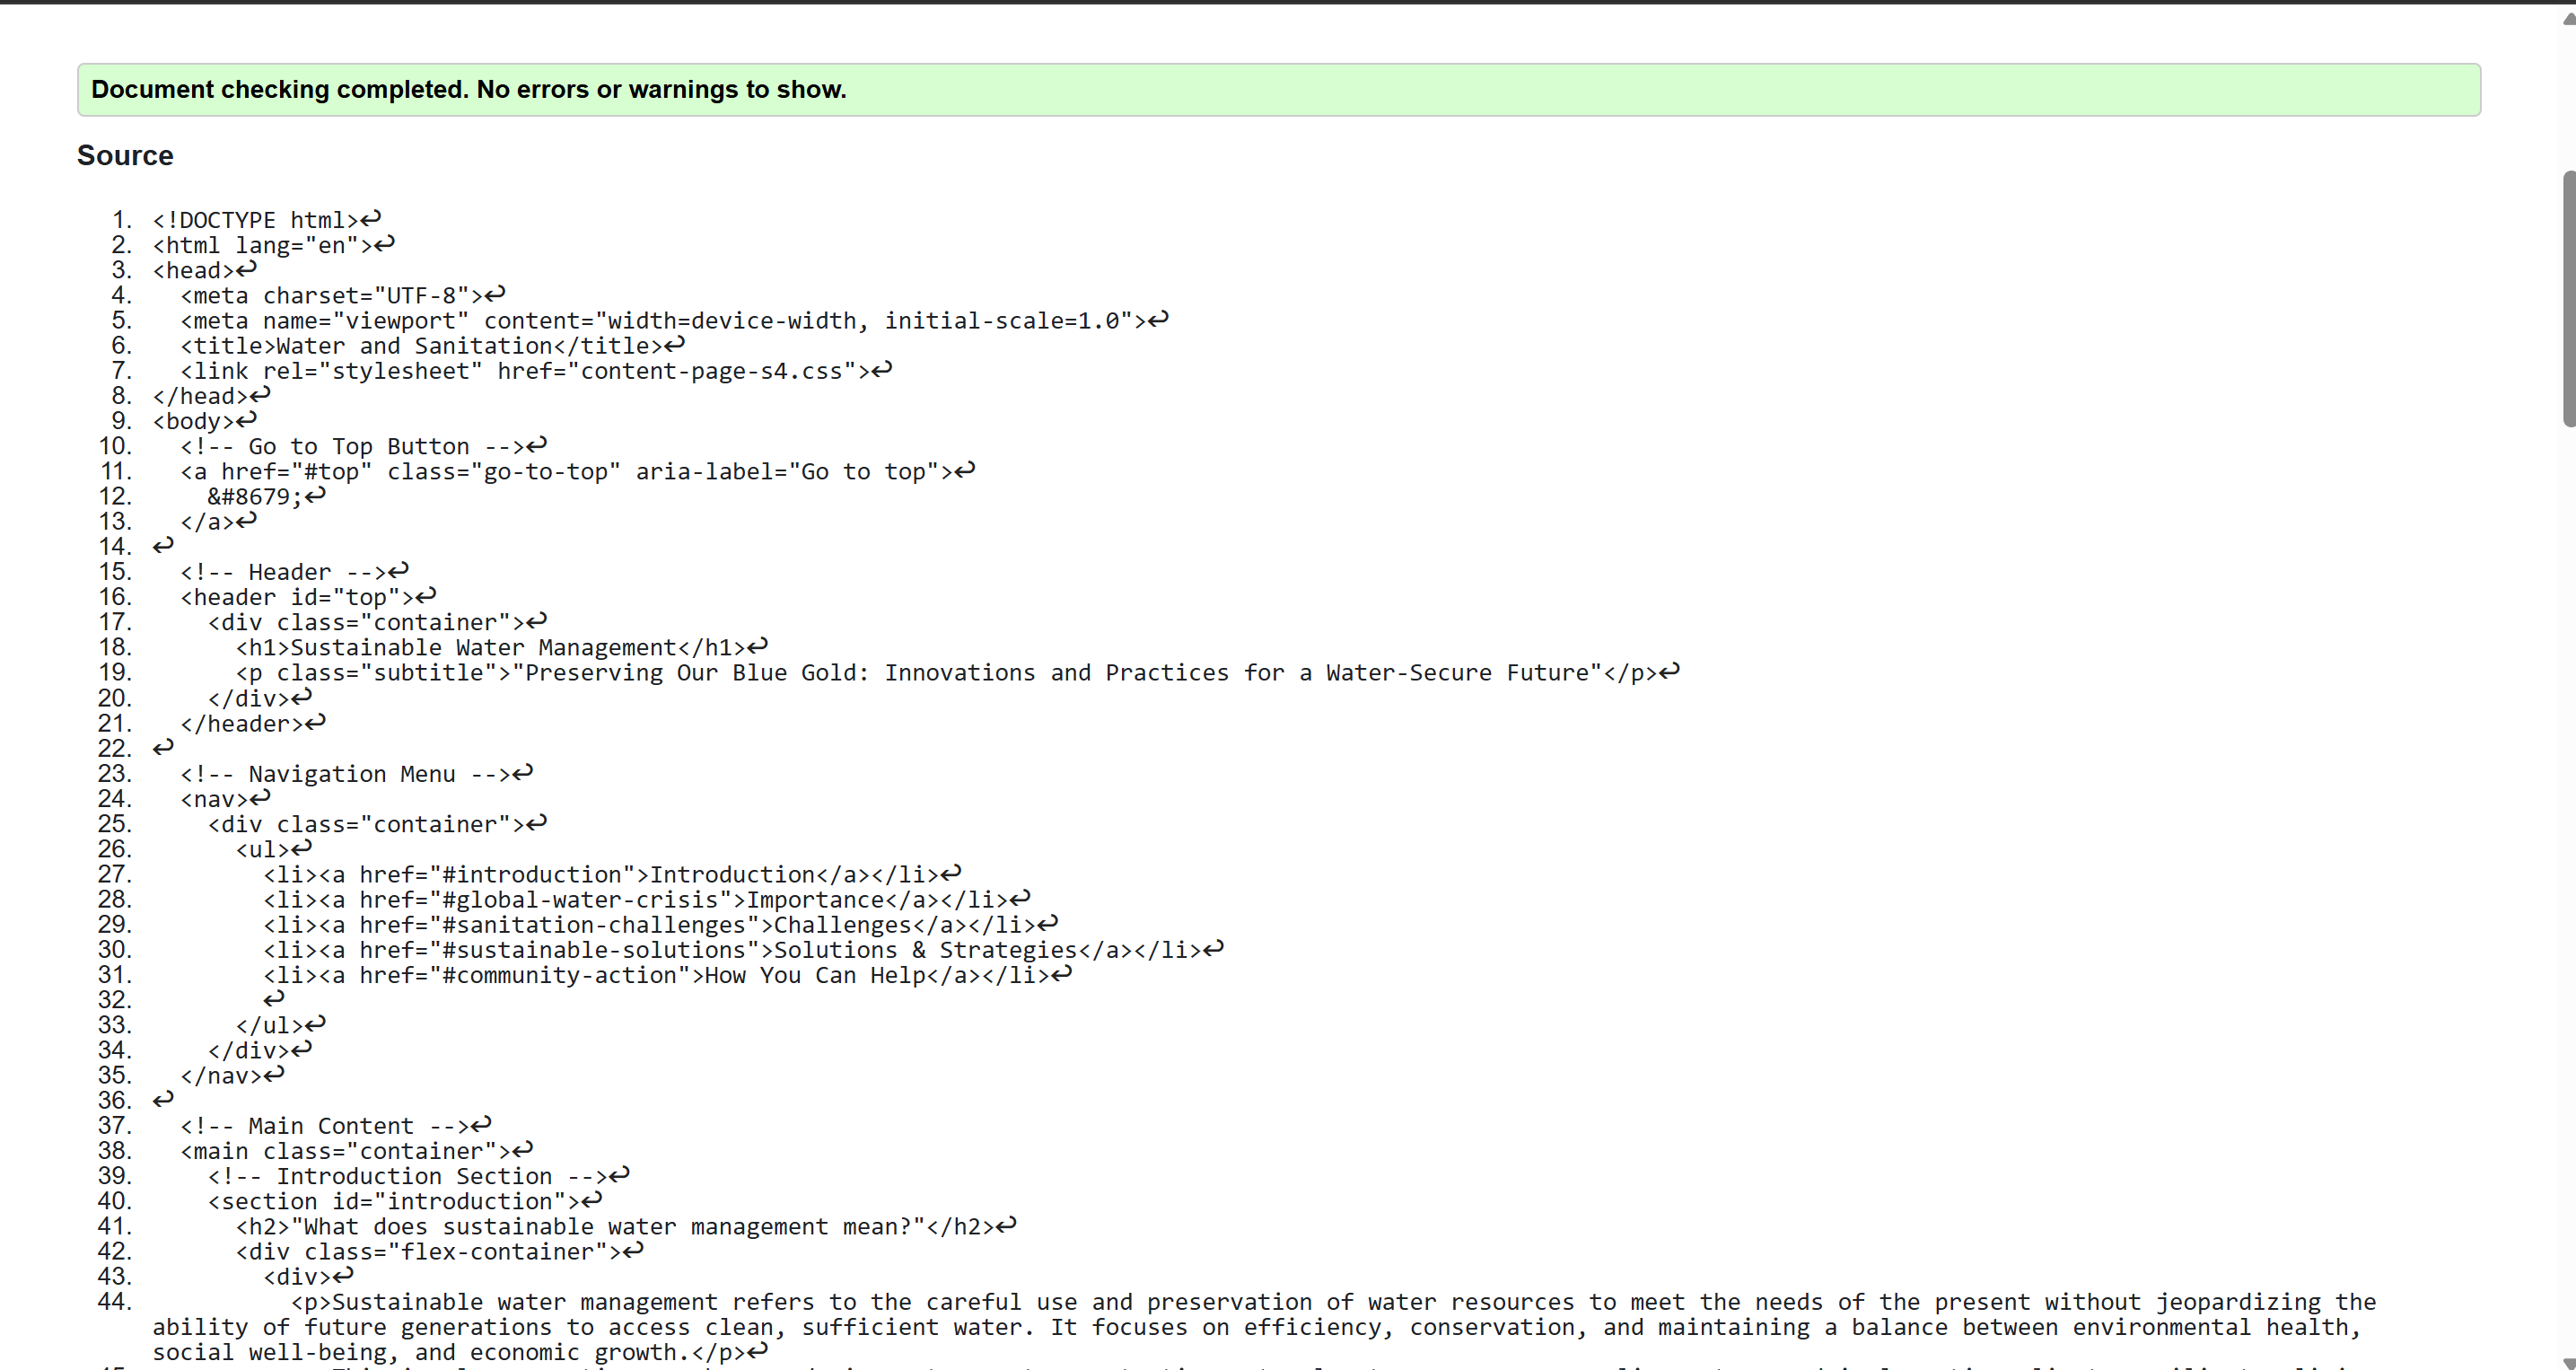 Document checking completed. No errors or warnings to show.
Source
1. <!DOCTYPE html>↩
2. <html lang="en">↩
3. <head>↩
4.   <meta charset="UTF-8">↩
5.   <meta name="viewport" content="width=device-width, initial-scale=1.0">↩
6.   <title>Water and Sanitation</title>↩
7.   <link rel="stylesheet" href="content-page-s4.css">↩
8. </head>↩
9. <body>↩
10.   <!-- Go to Top Button -->↩
11.   <a href="#top" class="go-to-top" aria-label="Go to top">↩
12.     &#8679;↩
13.   </a>↩
14. ↩
15.   <!-- Header -->↩
16.   <header id="top">↩
17.     <div class="container">↩
18.       <h1>Sustainable Water Management</h1>↩
19.       <p class="subtitle">"Preserving Our Blue Gold: Innovations and Practices for a Water-Secure Future"</p>↩
20.     </div>↩
21.   </header>↩
22. ↩
23.   <!-- Navigation Menu -->↩
24.   <nav>↩
25.     <div class="container">↩
26.       <ul>↩
27.         <li><a href="#introduction">Introduction</a></li>↩
28.         <li><a href="#global-water-crisis">Importance</a></li>↩
29.         <li><a href="#sanitation-challenges">Challenges</a></li>↩
30.         <li><a href="#sustainable-solutions">Solutions & Strategies</a></li>↩
31.         <li><a href="#community-action">How You Can Help</a></li>↩
32.         ↩
33.       </ul>↩
34.     </div>↩
35.   </nav>↩
36. ↩
37.   <!-- Main Content -->↩
38.   <main class="container">↩
39.     <!-- Introduction Section -->↩
40.     <section id="introduction">↩
41.       <h2>"What does sustainable water management mean?"</h2>↩
42.       <div class="flex-container">↩
43.         <div>↩
44.           <p>Sustainable water management refers to the careful use and preservation of water resources to meet the needs of the present without jeopardizing the
ability of future generations to access clean, sufficient water. It focuses on efficiency, conservation, and maintaining a balance between environmental health,
social well-being, and economic growth.</p>↩